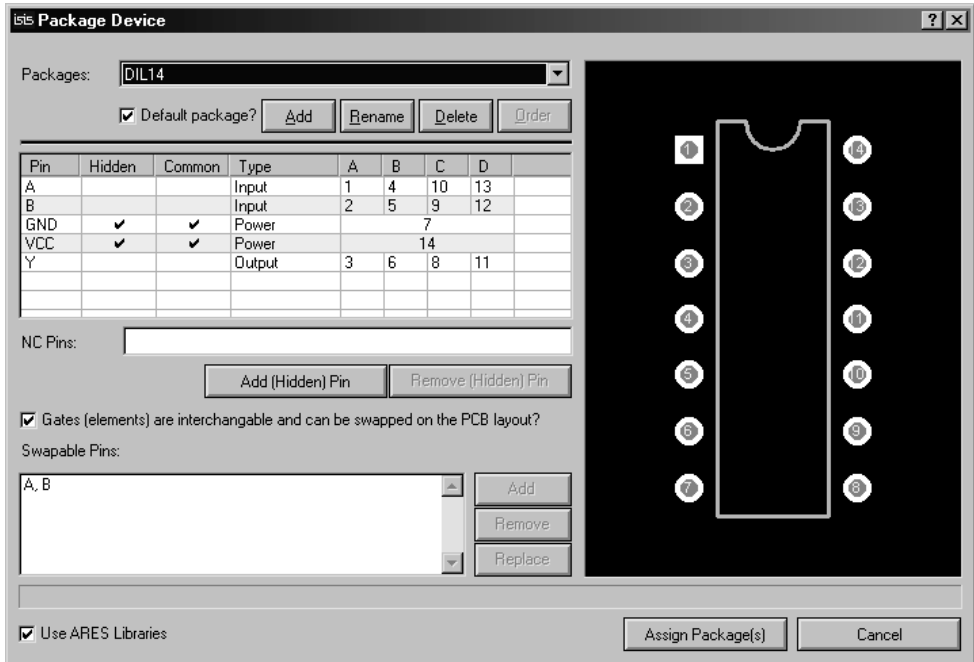 isis Package Device
Packages: DIL14
Default package? Add Rename Delete Order
Pin Hidden Common Type A B C D
A Input 1 4 10 13
B Input 2 5 9 12
GND ✔ ✔ Power 7
VCC ✔ ✔ Power 14
Y Output 3 6 8 11
NC Pins:
Add (Hidden) Pin Remove (Hidden) Pin
Gates (elements) are interchangable and can be swapped on the PCB layout?
Swapable Pins:
A, B
Add
Remove
Replace
Use ARES Libraries
Assign Package(s) Cancel
1 14
2 13
3 12
4 11
5 10
6 9
7 8